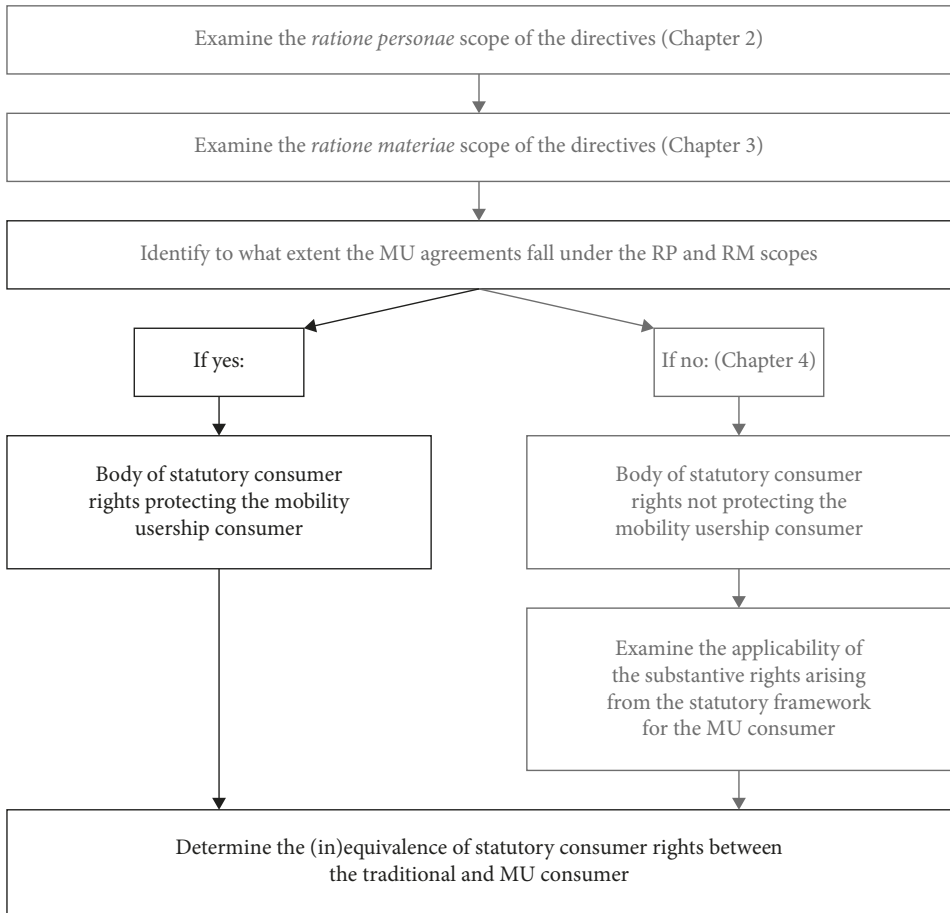 Examine the ratione personae scope of the directives (Chapter 2)
Examine the ratione materiae scope of the directives (Chapter 3)
Identify to what extent the MU agreements fall under the RP and RM scopes
If yes:
If no: (Chapter 4)
Body of statutory consumer
rights protecting the mobility
usership consumer
Body of statutory consumer
rights not protecting the
mobility usership consumer
Examine the applicability of
the substantive rights arising
from the statutory framework
for the MU consumer
Determine the (in)equivalence of statutory consumer rights between
the traditional and MU consumer